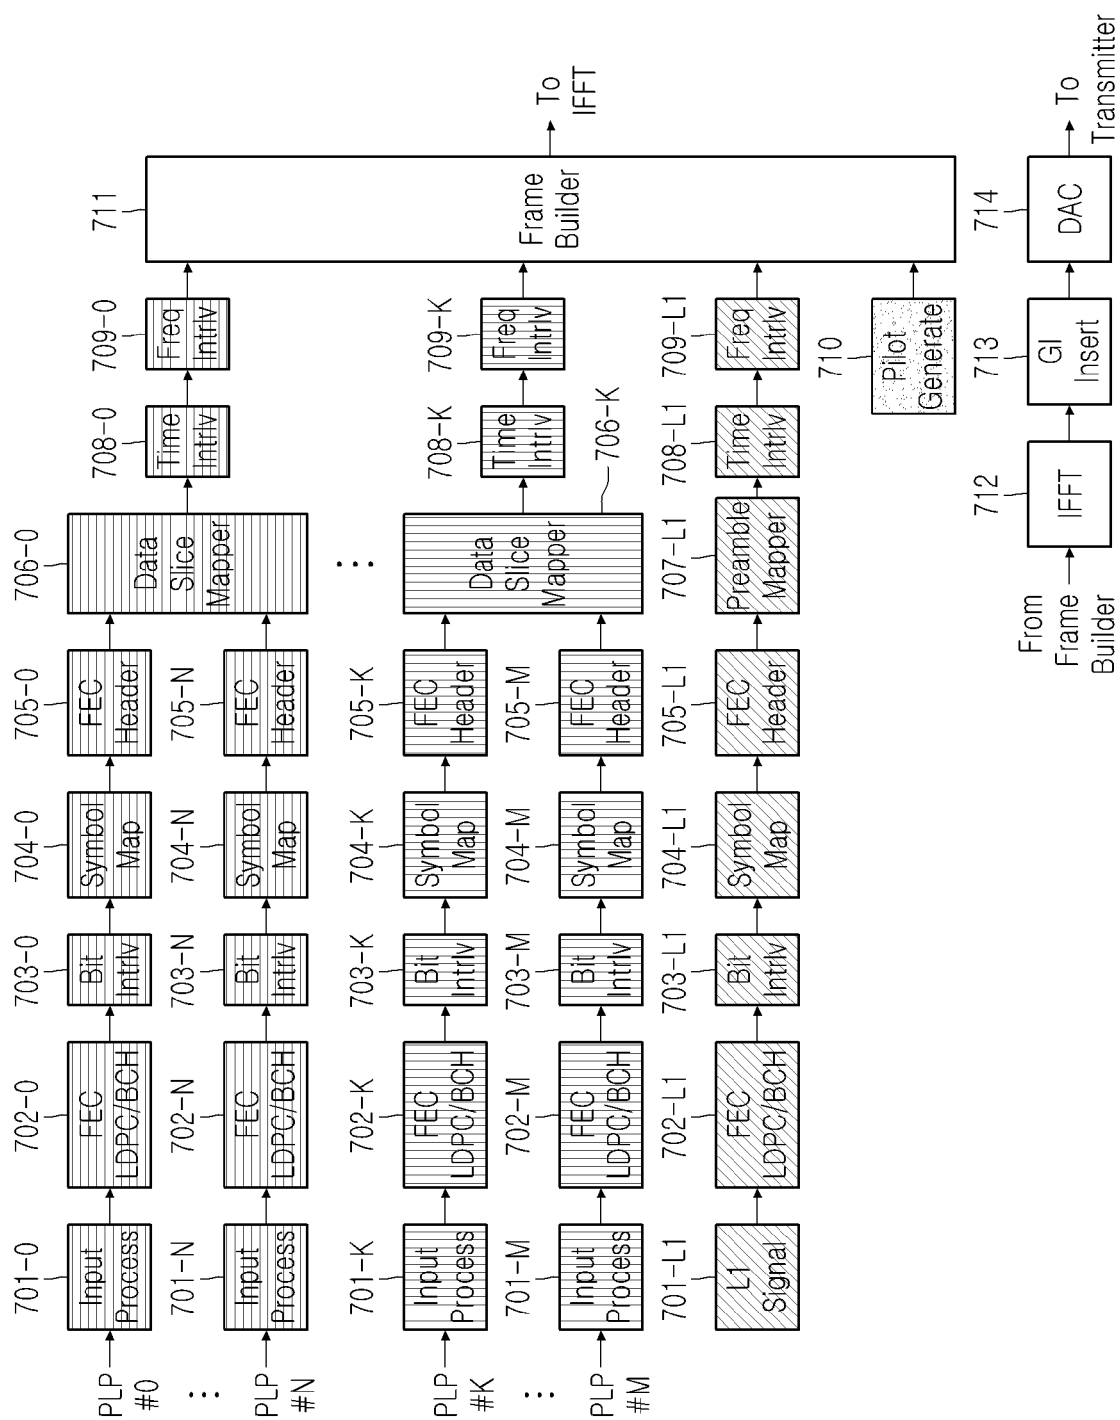 PLP
#0
701-0
Input
Process
702-0
FEC
LDPC/BCH
703-0
Bit
Intrlv
704-0
Symbol
Map
705-0
FEC
Header
706-0
Data
Slice
Mapper
708-0
Time
Intrlv
709-0
Freq
Intrlv
711
Frame
Builder
To
IFFT
PLP
#N
701-N
Input
Process
702-N
FEC
LDPC/BCH
703-N
Bit
Intrlv
704-N
Symbol
Map
705-N
FEC
Header
PLP
#K
701-K
Input
Process
702-K
FEC
LDPC/BCH
703-K
Bit
Intrlv
704-K
Symbol
Map
705-K
FEC
Header
Data
Slice
Mapper
706-K
708-K
Time
Intrlv
709-K
Freq
Intrlv
PLP
#M
701-M
Input
Process
702-M
FEC
LDPC/BCH
703-M
Bit
Intrlv
704-M
Symbol
Map
705-M
FEC
Header
701-L1
L1
Signal
702-L1
FEC
LDPC/BCH
703-L1
Bit
Intrlv
704-L1
Symbol
Map
705-L1
FEC
Header
707-L1
Preamble
Mapper
708-L1
Time
Intrlv
709-L1
Freq
Intrlv
710
Pilot
Generate
From
Frame
Builder
712
IFFT
713
GI
Insert
714
DAC
To
Transmitter